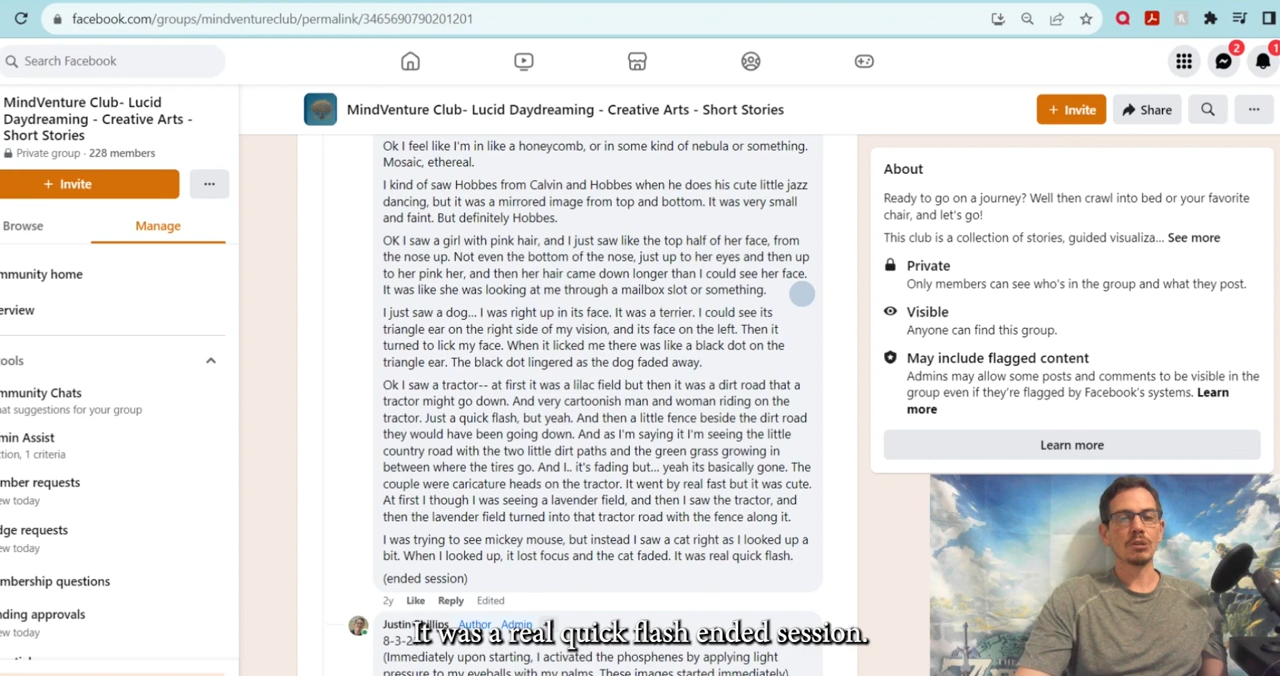 facebook.com/groups/mindventureclub/permalink/3465690790201201
Search Facebook
2
1
MindVenture Club- Lucid
Daydreaming - Creative Arts -
Short Stories
Private group · 228 members
+ Invite
Browse
Manage
mmunity home
erview
ools
mmunity Chats
at suggestions for your group
min Assist
ction, 1 criteria
mber requests
ew today
dge requests
ew today
mbership questions
nding approvals
ew today
MindVenture Club- Lucid Daydreaming - Creative Arts - Short Stories
+ Invite
Share
Ok I feel like I'm in like a honeycomb, or in some kind of nebula or something.
Mosaic, ethereal.
I kind of saw Hobbes from Calvin and Hobbes when he does his cute little jazz
dancing, but it was a mirrored image from top and bottom. It was very small
and faint. But definitely Hobbes.
OK I saw a girl with pink hair, and I just saw like the top half of her face, from
the nose up. Not even the bottom of the nose, just up to her eyes and then up
to her pink her, and then her hair came down longer than I could see her face.
It was like she was looking at me through a mailbox slot or something.
I just saw a dog... I was right up in its face. It was a terrier. I could see its
triangle ear on the right side of my vision, and its face on the left. Then it
turned to lick my face. When it licked me there was like a black dot on the
triangle ear. The black dot lingered as the dog faded away.
Ok I saw a tractor-- at first it was a lilac field but then it was a dirt road that a
tractor might go down. And very cartoonish man and woman riding on the
tractor. Just a quick flash, but yeah. And then a little fence beside the dirt road
they would have been going down. And as I'm saying it I'm seeing the little
country road with the two little dirt paths and the green grass growing in
between where the tires go. And I.. it's fading but... yeah its basically gone. The
couple were caricature heads on the tractor. It went by real fast but it was cute.
At first I though I was seeing a lavender field, and then I saw the tractor, and
then the lavender field turned into that tractor road with the fence along it.
I was trying to see mickey mouse, but instead I saw a cat right as I looked up a
bit. When I looked up, it lost focus and the cat faded. It was real quick flash.
(ended session)
2y Like Reply Edited
Justin Phillips Author Admin
It was a real quick flash ended session.
8-3-2
(Immediately upon starting, I activated the phosphenes by applying light
pressure to my eyeballs with my palms. These images started immediately)
About
Ready to go on a journey? Well then crawl into bed or your favorite
chair, and let's go!
This club is a collection of stories, guided visualiza... See more
Private
Only members can see who's in the group and what they post.
Visible
Anyone can find this group.
May include flagged content
Admins may allow some posts and comments to be visible in the
group even if they're flagged by Facebook's systems. Learn
more
Learn more